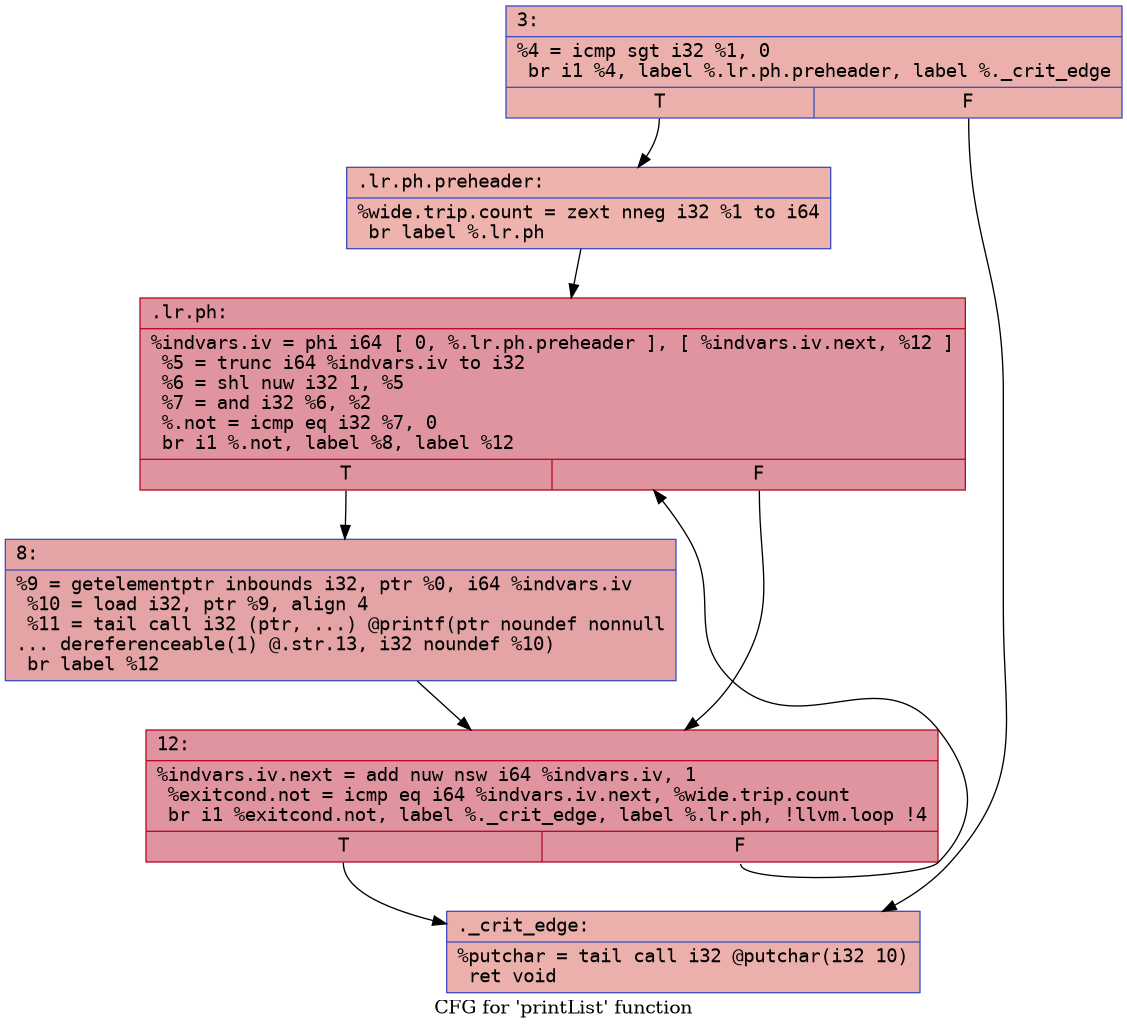 3:
%4 = icmp sgt i32 %1, 0
br i1 %4, label %.lr.ph.preheader, label %._crit_edge
T
F
.lr.ph.preheader:
%wide.trip.count = zext nneg i32 %1 to i64
br label %.lr.ph
.lr.ph:
%indvars.iv = phi i64 [ 0, %.lr.ph.preheader ], [ %indvars.iv.next, %12 ]
%5 = trunc i64 %indvars.iv to i32
%6 = shl nuw i32 1, %5
%7 = and i32 %6, %2
%.not = icmp eq i32 %7, 0
br i1 %.not, label %8, label %12
T
F
8:
%9 = getelementptr inbounds i32, ptr %0, i64 %indvars.iv
%10 = load i32, ptr %9, align 4
%11 = tail call i32 (ptr, ...) @printf(ptr noundef nonnull
... dereferenceable(1) @.str.13, i32 noundef %10)
br label %12
12:
%indvars.iv.next = add nuw nsw i64 %indvars.iv, 1
%exitcond.not = icmp eq i64 %indvars.iv.next, %wide.trip.count
br i1 %exitcond.not, label %._crit_edge, label %.lr.ph, !llvm.loop !4
T
F
._crit_edge:
%putchar = tail call i32 @putchar(i32 10)
ret void
CFG for 'printList' function